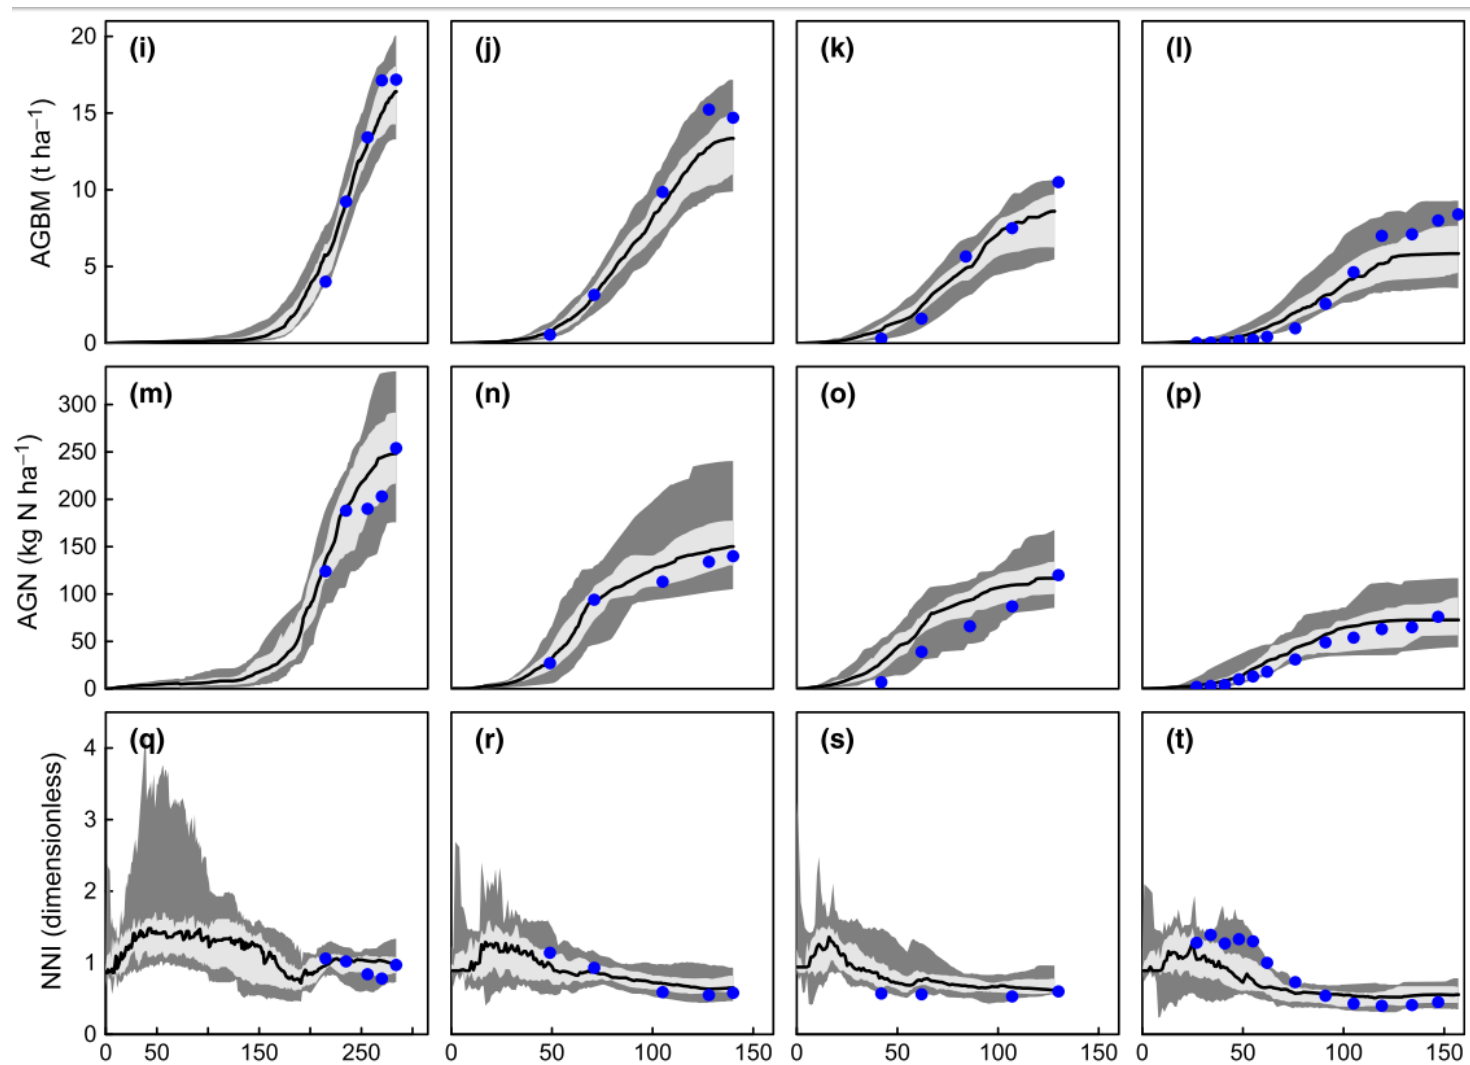 (i) (j) (k) (l)
20
15
10
5
0
AGBM (t ha⁻¹)
(m) (n) (o) (p)
300
250
200
150
100
50
0
AGN (kg N ha⁻¹)
(q) (r) (s) (t)
4
3
2
1
0
NNI (dimensionless)
0 50 150 250 0 50 100 150 0 50 100 150 0 50 100 150